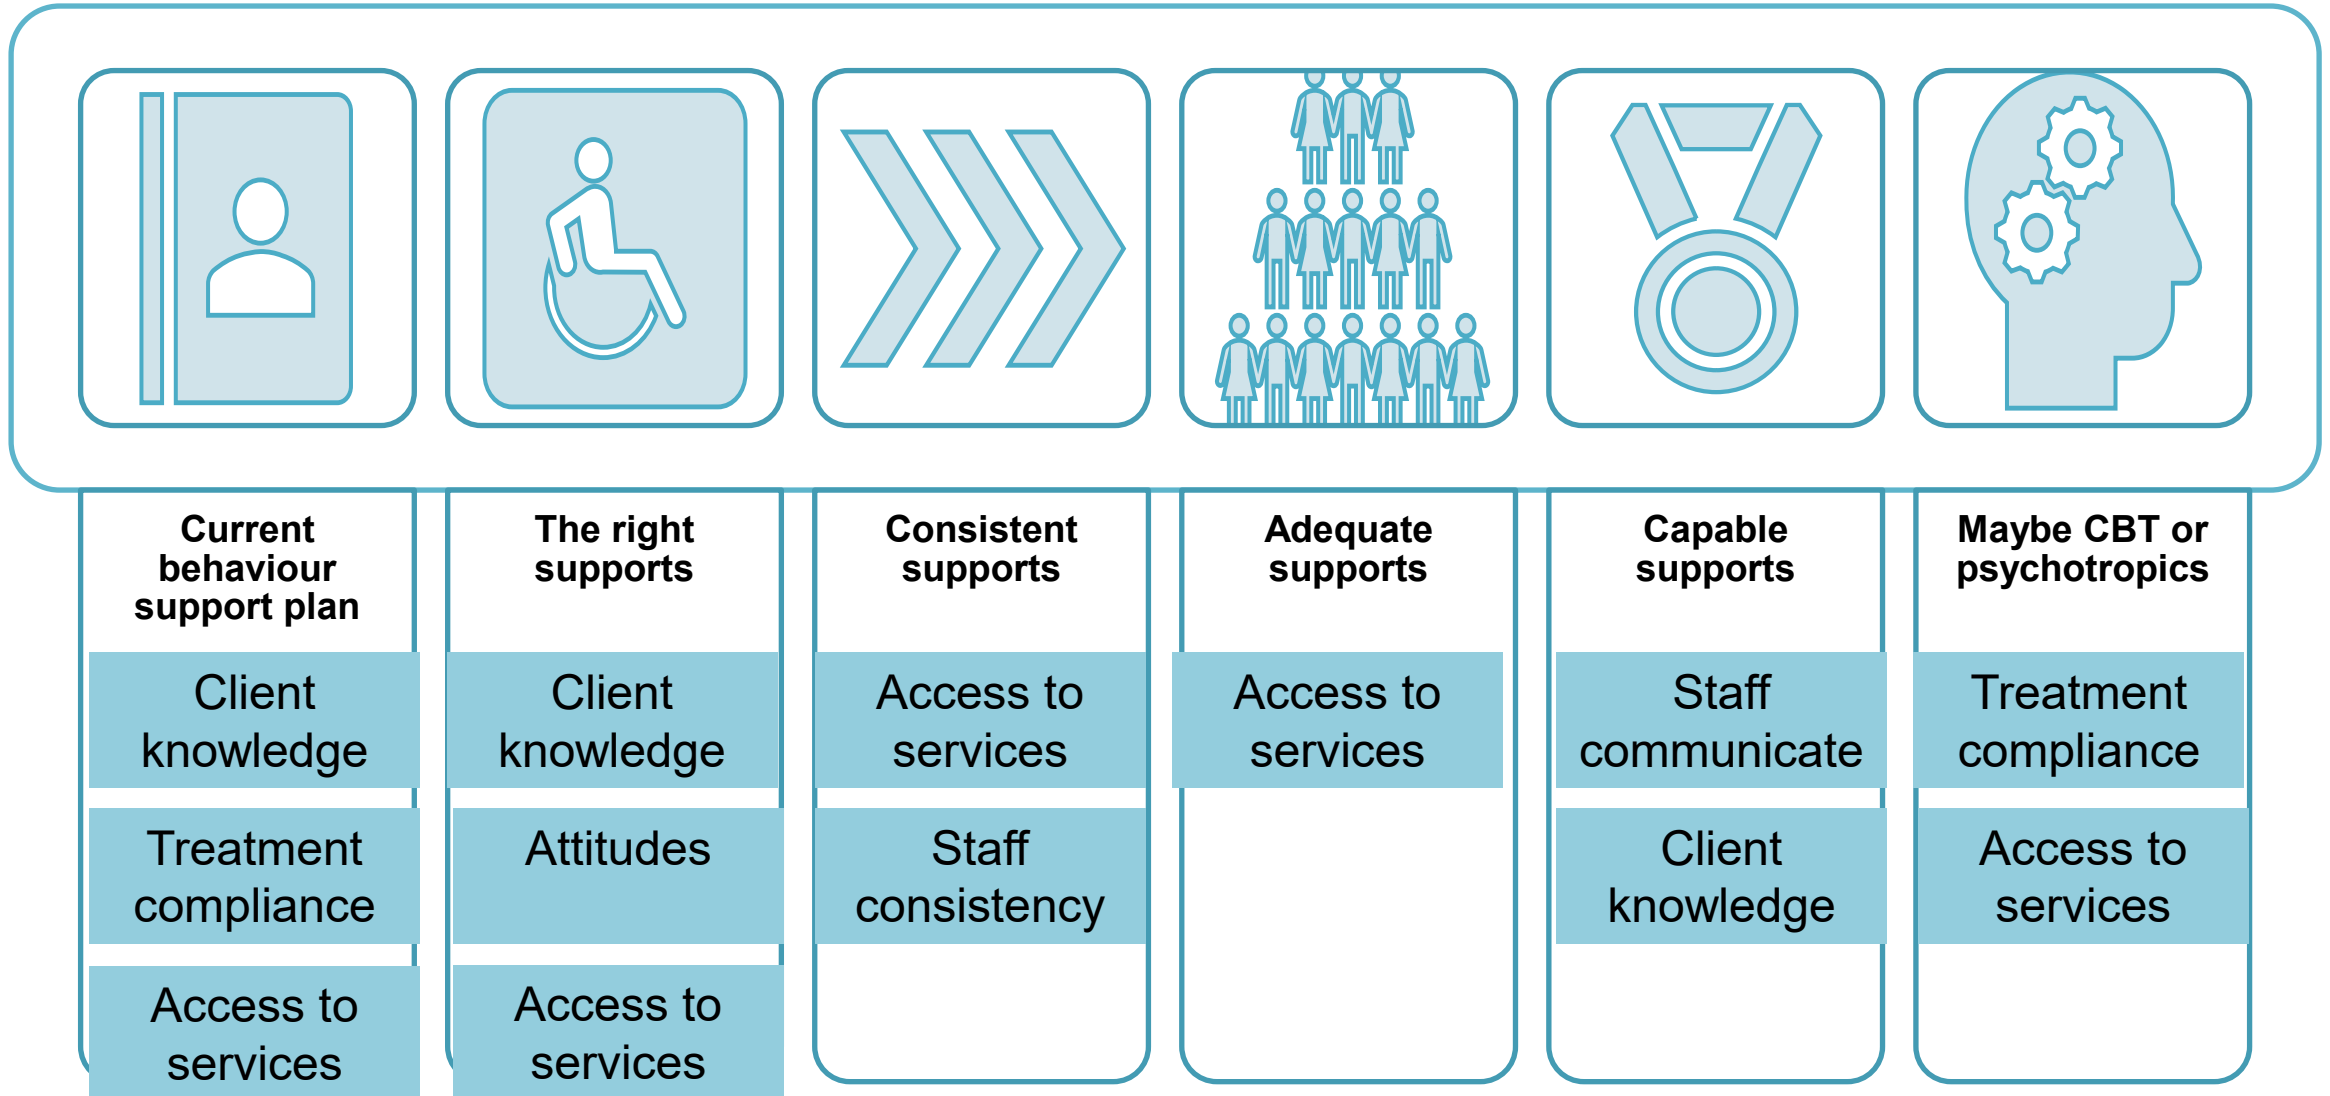 Current
behaviour
support plan
Client
knowledge
Treatment
compliance
Access to
services
The right
supports
Client
knowledge
Attitudes
Access to
services
Consistent
supports
Access to
services
Staff
consistency
Adequate
supports
Access to
services
Capable
supports
Staff
communicate
Client
knowledge
Maybe CBT or
psychotropics
Treatment
compliance
Access to
services